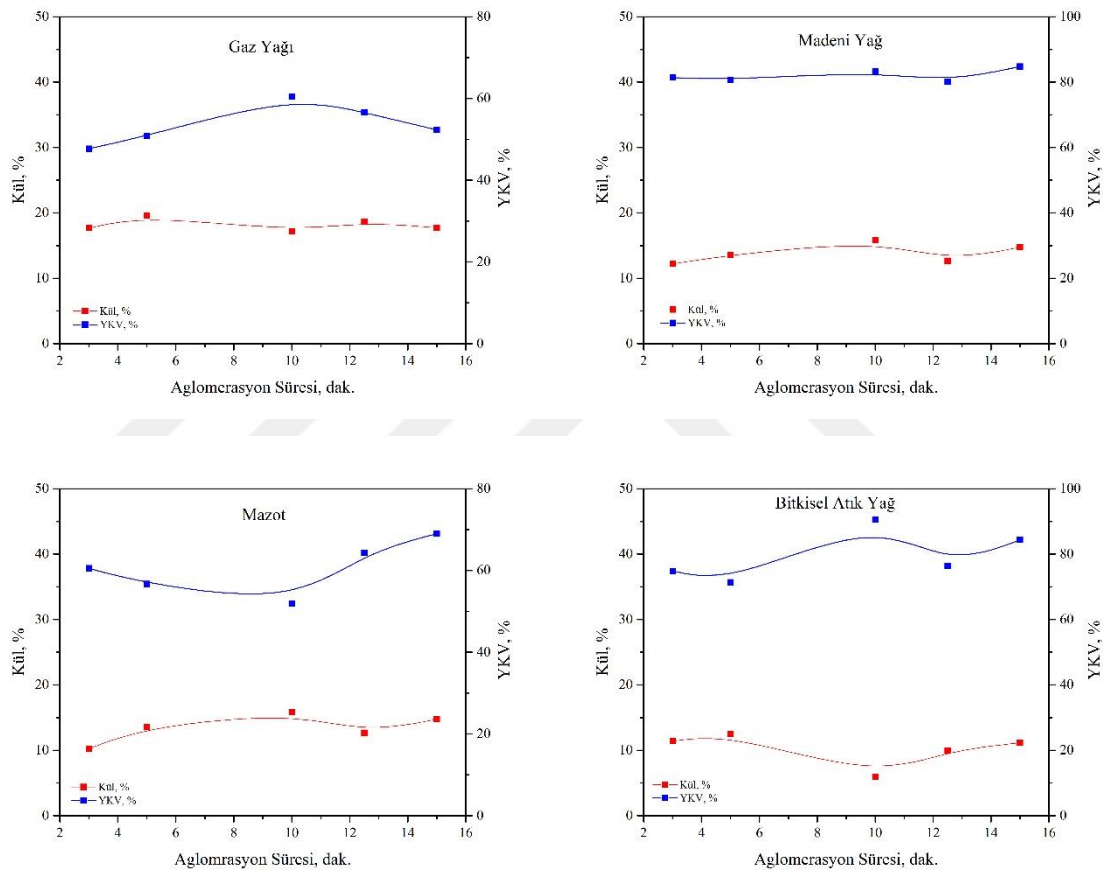 Gaz Yağı
50
40
30
20
10
0
Kül, %
80
60
40
20
0
YKV, %
Kül, %
YKV, %
2 4 6 8 10 12 14 16
Aglomerasyon Süresi, dak.
Madeni Yağ
50
40
30
20
10
0
Kül, %
100
80
60
40
20
0
YKV, %
Kül, %
YKV, %
2 4 6 8 10 12 14 16
Aglomerasyon Süresi, dak.
Mazot
50
40
30
20
10
0
Kül, %
80
60
40
20
0
YKV, %
Kül, %
YKV, %
2 4 6 8 10 12 14 16
Aglomrasyon Süresi, dak.
Bitkisel Atık Yağ
50
40
30
20
10
0
Kül, %
100
80
60
40
20
0
YKV, %
Kül, %
YKV, %
2 4 6 8 10 12 14 16
Aglomerasyon Süresi, dak.